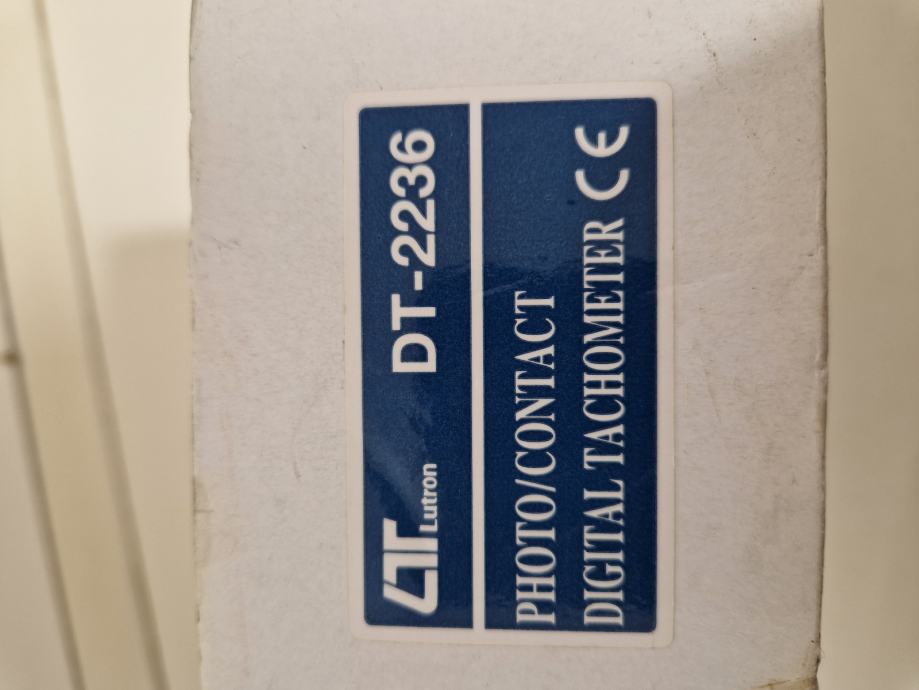 Lutron DT-2236
PHOTO/CONTACT
DIGITAL TACHOMETER CE